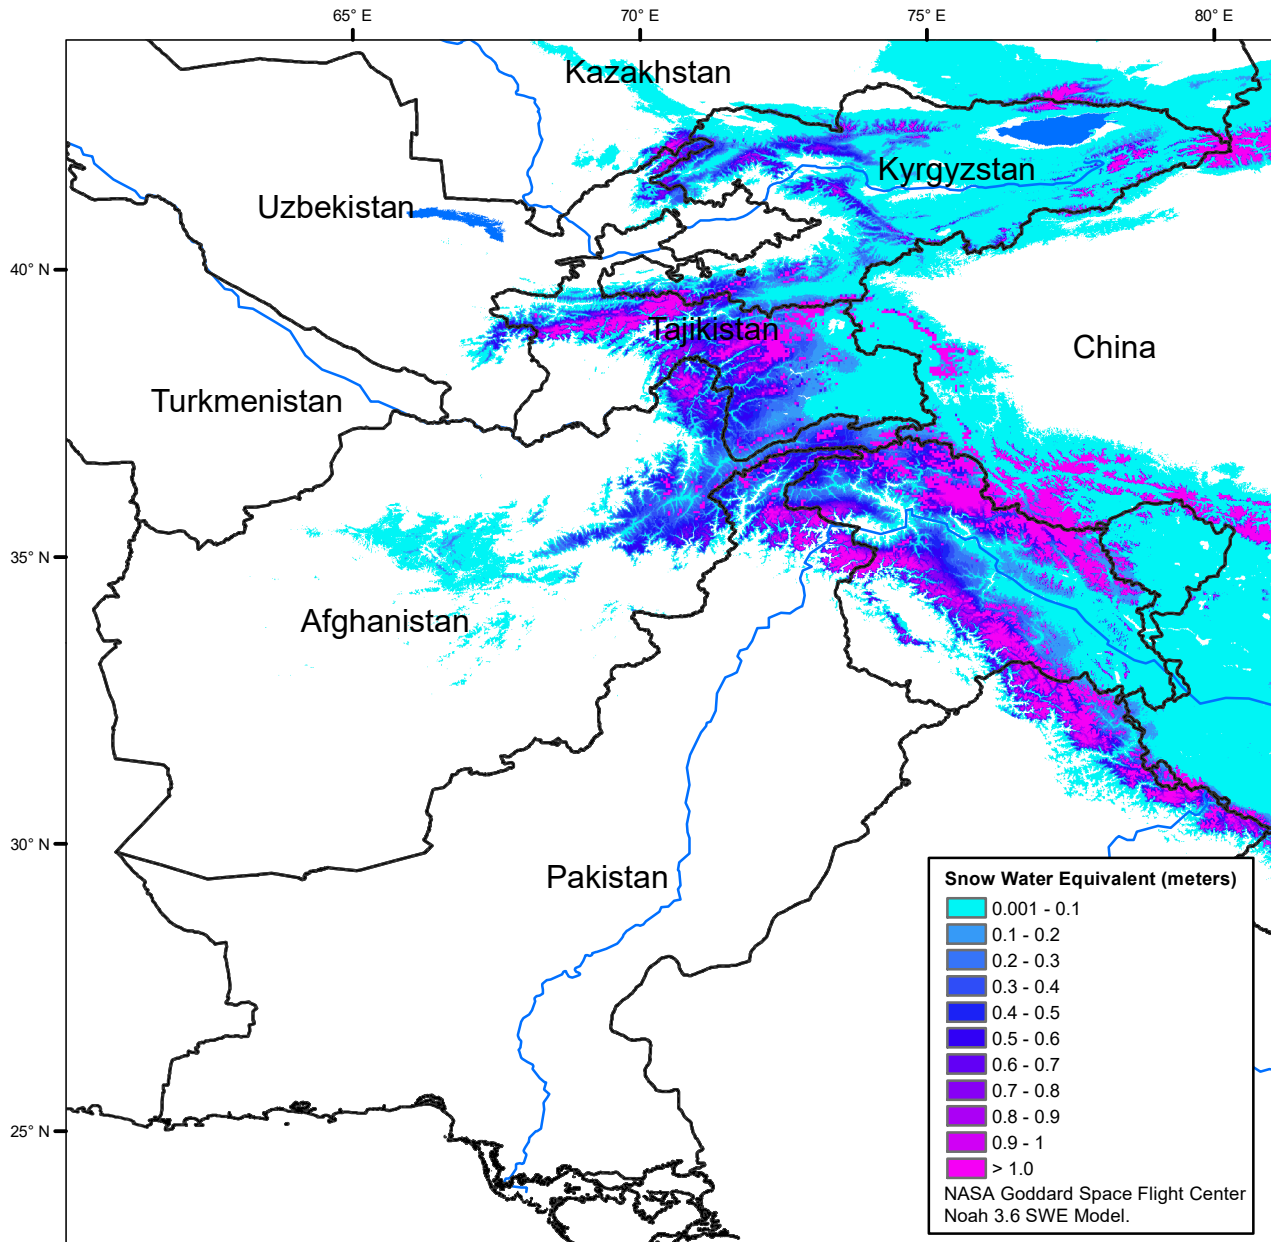 65° E
70° E
75° E
80° E
Kazakhstan
Kyrgyzstan
Uzbekistan
40° N
Tajikistan
China
Turkmenistan
35° N
Afghanistan
30° N
Pakistan
25° N
Snow Water Equivalent (meters)
0.001 - 0.1
0.1 - 0.2
0.2 - 0.3
0.3 - 0.4
0.4 - 0.5
0.5 - 0.6
0.6 - 0.7
0.7 - 0.8
0.8 - 0.9
0.9 - 1
> 1.0
NASA Goddard Space Flight Center
Noah 3.6 SWE Model.